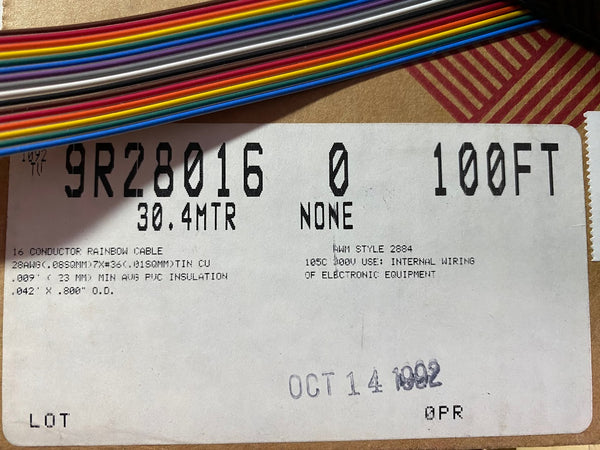 1092
9R28016 0 100FT
30.4MTR NONE
16 CONDUCTOR RAINBOW CABLE
28AWG(.08SQMM)7X#36(.01SQMM)TIN CU
.009" ( 23 MM) MIN AVG PVC INSULATION
.042" X .800" O.D.
AWM STYLE 2884
105C 300V USE: INTERNAL WIRING
OF ELECTRONIC EQUIPMENT
OCT 14 1992
LOT 0PR